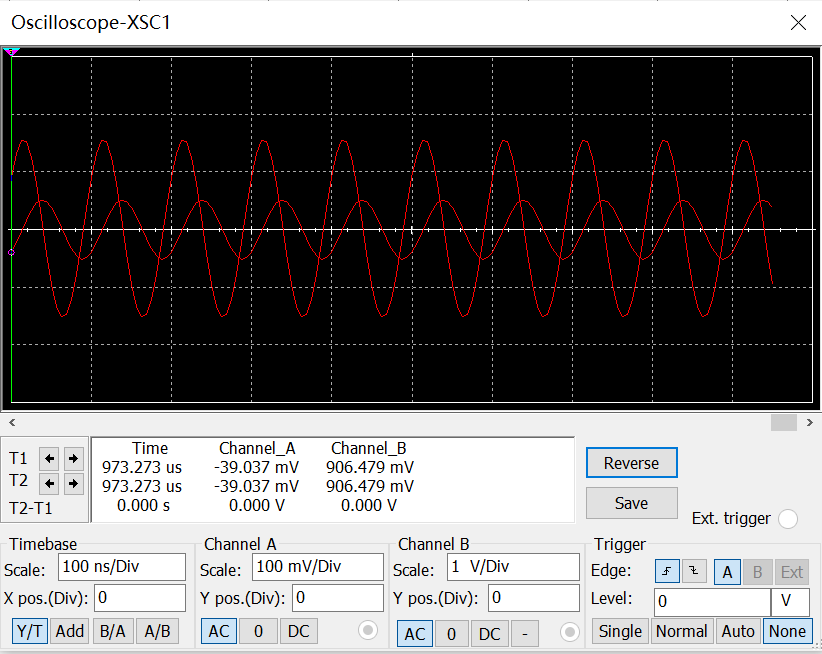 Oscilloscope-XSC1
Time Channel_A Channel_B
T1 973.273 us -39.037 mV 906.479 mV
T2 973.273 us -39.037 mV 906.479 mV
T2-T1 0.000 s 0.000 V 0.000 V
Reverse
Save
Ext. trigger
Timebase
Scale: 100 ns/Div
X pos.(Div): 0
Y/T Add B/A A/B
Channel A
Scale: 100 mV/Div
Y pos.(Div): 0
AC 0 DC
Channel B
Scale: 1 V/Div
Y pos.(Div): 0
AC 0 DC -
Trigger
Edge: A B Ext
Level: 0 V
Single Normal Auto None